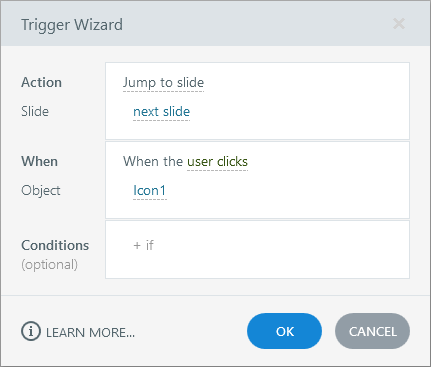 Trigger Wizard
Action Jump to slide
Slide next slide
When When the user clicks
Object Icon1
Conditions + if
(optional)
LEARN MORE... OK CANCEL